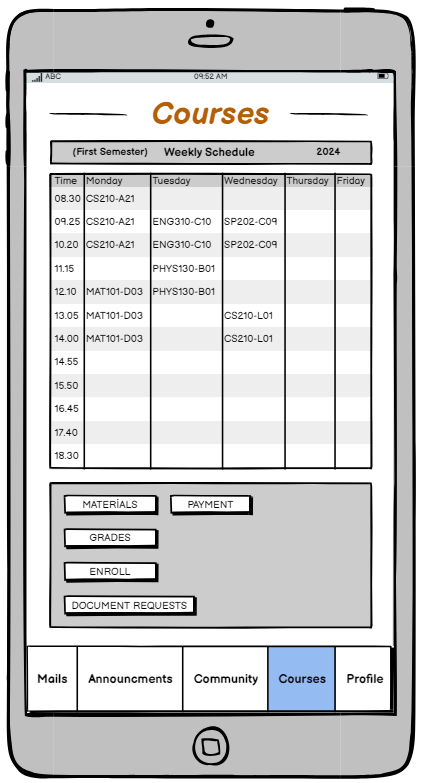 ABC 09:52 AM
Courses
(First Semester) Weekly Schedule 2024
Time Monday Tuesday Wednesday Thursday Friday
08.30 CS210-A21
09.25 CS210-A21 ENG310-C10 SP202-C09
10.20 CS210-A21 ENG310-C10 SP202-C09
11.15 PHYS130-B01
12.10 MAT101-D03 PHYS130-B01
13.05 MAT101-D03 CS210-L01
14.00 MAT101-D03 CS210-L01
14.55
15.50
16.45
17.40
18.30
MATERİALS PAYMENT
GRADES
ENROLL
DOCUMENT REQUESTS
Mails Announcments Community Courses Profile